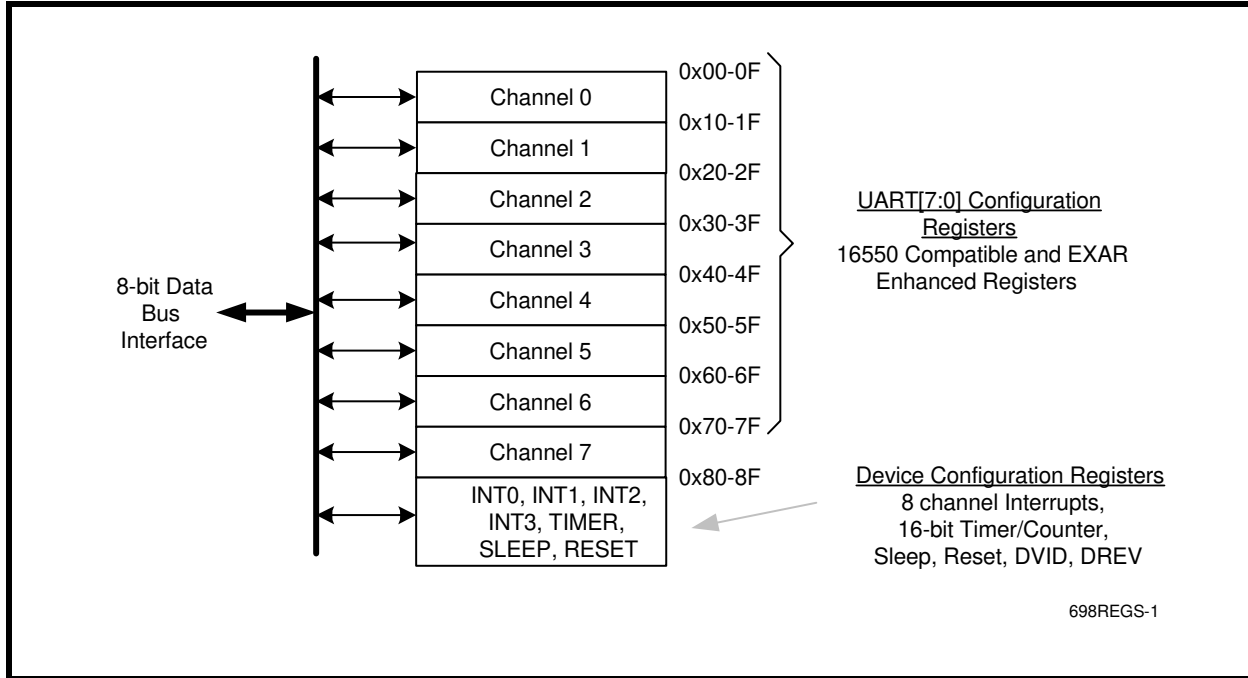 8-bit Data
Bus
Interface
0x00-0F
Channel 0
0x10-1F
Channel 1
0x20-2F
Channel 2
0x30-3F
Channel 3
0x40-4F
Channel 4
0x50-5F
Channel 5
0x60-6F
Channel 6
0x70-7F
Channel 7
0x80-8F
INT0, INT1, INT2,
INT3, TIMER,
SLEEP, RESET
UART[7:0] Configuration
Registers
16550 Compatible and EXAR
Enhanced Registers
Device Configuration Registers
8 channel Interrupts,
16-bit Timer/Counter,
Sleep, Reset, DVID, DREV
698REGS-1